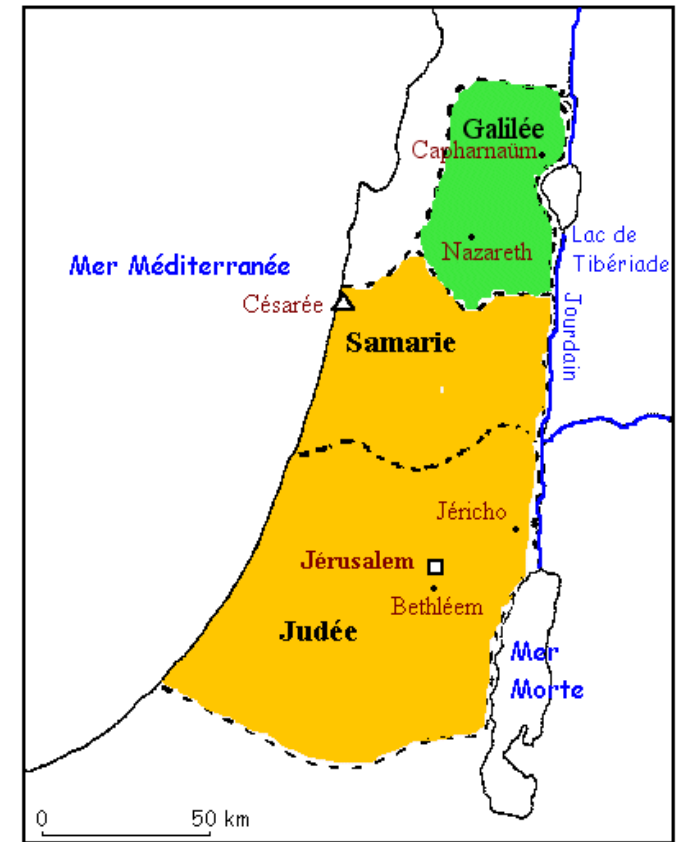 Galilée
Capharnaüm
Nazareth
Lac de
Tibériade
Mer Méditerranée
Césarée
Jourdain
Samarie
Jéricho
Jérusalem
Bethléem
Judée
Mer
Morte
0 50 km